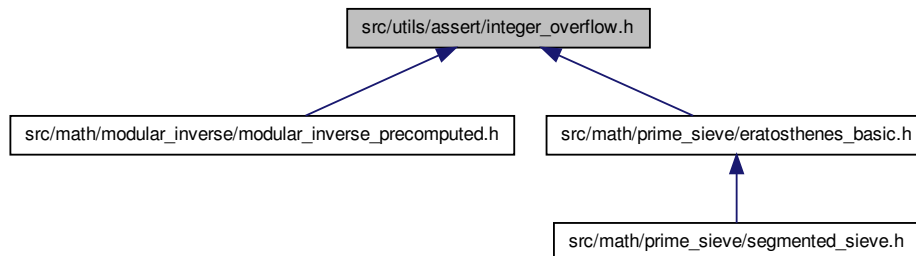 src/utils/assert/integer_overflow.h
src/math/modular_inverse/modular_inverse_precomputed.h
src/math/prime_sieve/eratosthenes_basic.h
src/math/prime_sieve/segmented_sieve.h